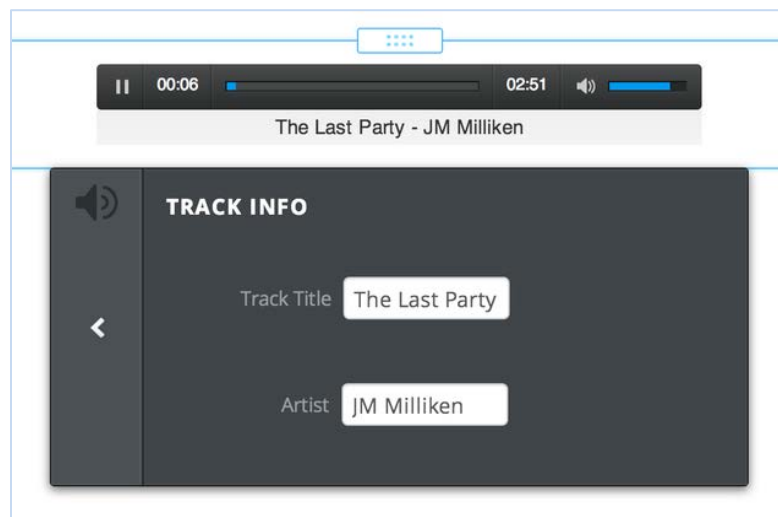 00:06 02:51
The Last Party - JM Milliken
TRACK INFO
Track Title The Last Party
Artist JM Milliken